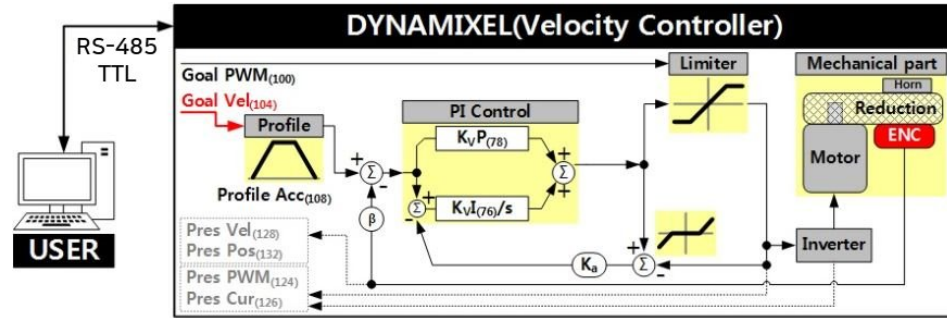 DYNAMIXEL(Velocity Controller)
RS-485
TTL
Goal PWM(100)
Goal Vel(104)
Profile
Profile Acc(108)
PI Control
KVP(78)
KVI(76)/s
Σ
Σ
Σ
Σ
+
-
+
-
+
+
+
-
β
Ka
Limiter
Mechanical part
Horn
Reduction
ENC
Motor
Inverter
Pres Vel(128)
Pres Pos(132)
Pres PWM(124)
Pres Cur(126)
USER